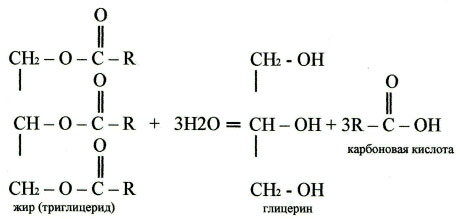 O
CH2 – O – C – R CH2 - OH
O O
CH – O – C – R + 3H2O = CH – OH + 3R – C – OH
O карбоновая кислота
CH2 – O – C – R CH2 – OH
жир (триглицерид) глицерин